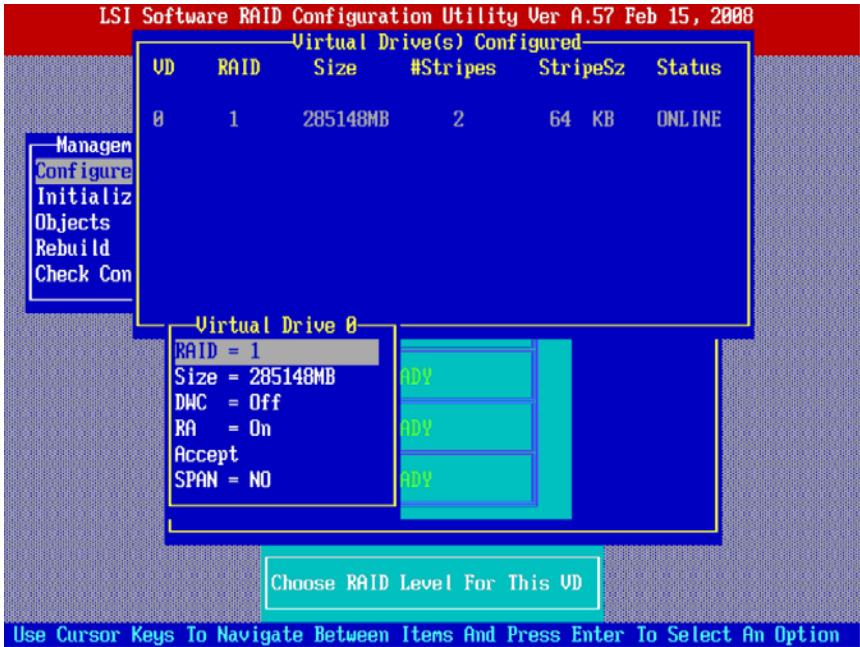 LSI Software RAID Configuration Utility Ver A.57 Feb 15, 2008
Virtual Drive(s) Configured
VD RAID Size #Stripes StripeSz Status
0 1 285148MB 2 64 KB ONLINE
Managem
Configure
Initializ
Objects
Rebuild
Check Con
Virtual Drive 0
RAID = 1
Size = 285148MB
DWC = Off
RA = On
Accept
SPAN = NO
ADY
ADY
ADY
Choose RAID Level For This VD
Use Cursor Keys To Navigate Between Items And Press Enter To Select An Option